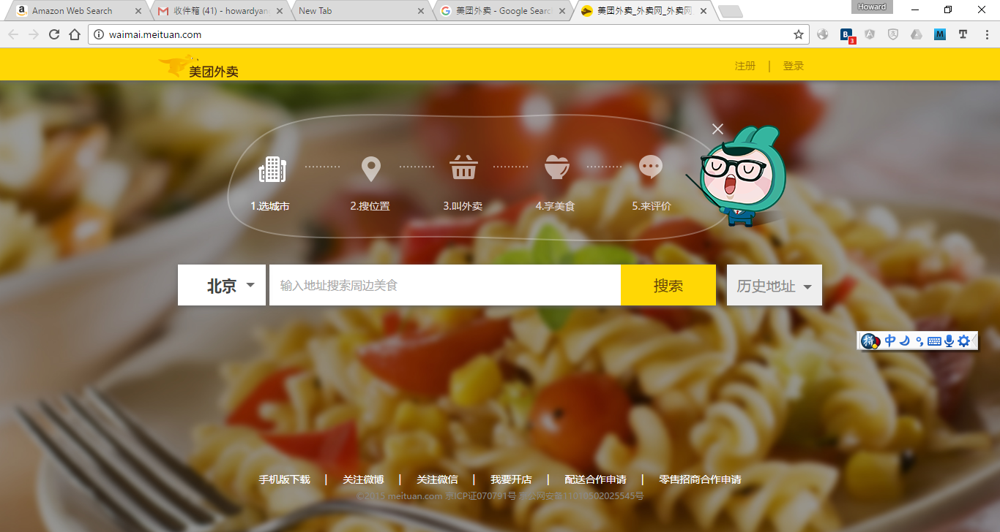 Amazon Web Search
收件箱 (41) - howardyan
New Tab
美团外卖 - Google Searc
美团外卖_外卖网_外卖网
Howard
waimai.meituan.com
B 3 A M T
美团外卖
注册 | 登录
1.选城市
2.搜位置
3.叫外卖
4.享美食
5.来评价
北京
输入地址搜索周边美食
搜索
历史地址
拼 中
手机版下载 | 关注微博 | 关注微信 | 我要开店 | 配送合作申请 | 零售招商合作申请
©2015 meituan.com 京ICP证070791号 京公网安备11010502025545号